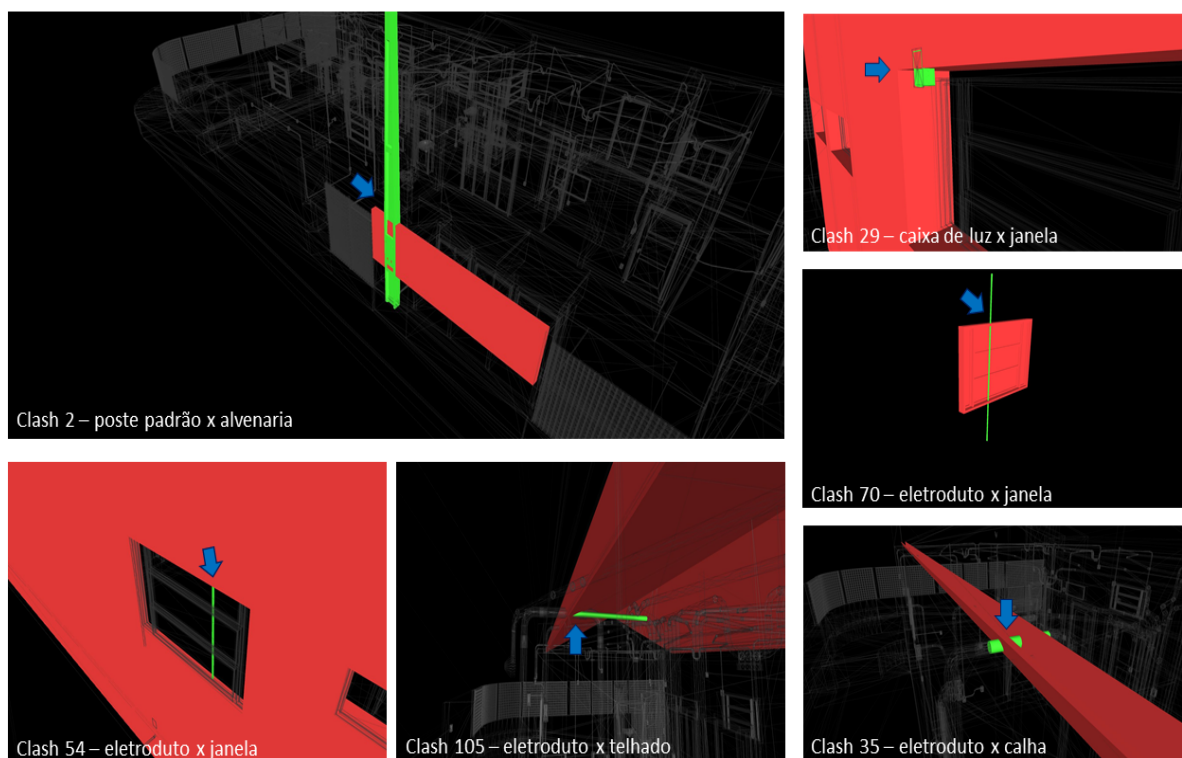 Clash 2 – poste padrão x alvenaria
Clash 29 – caixa de luz x janela
Clash 70 – eletroduto x janela
Clash 54 – eletroduto x janela
Clash 105 – eletroduto x telhado
Clash 35 – eletroduto x calha